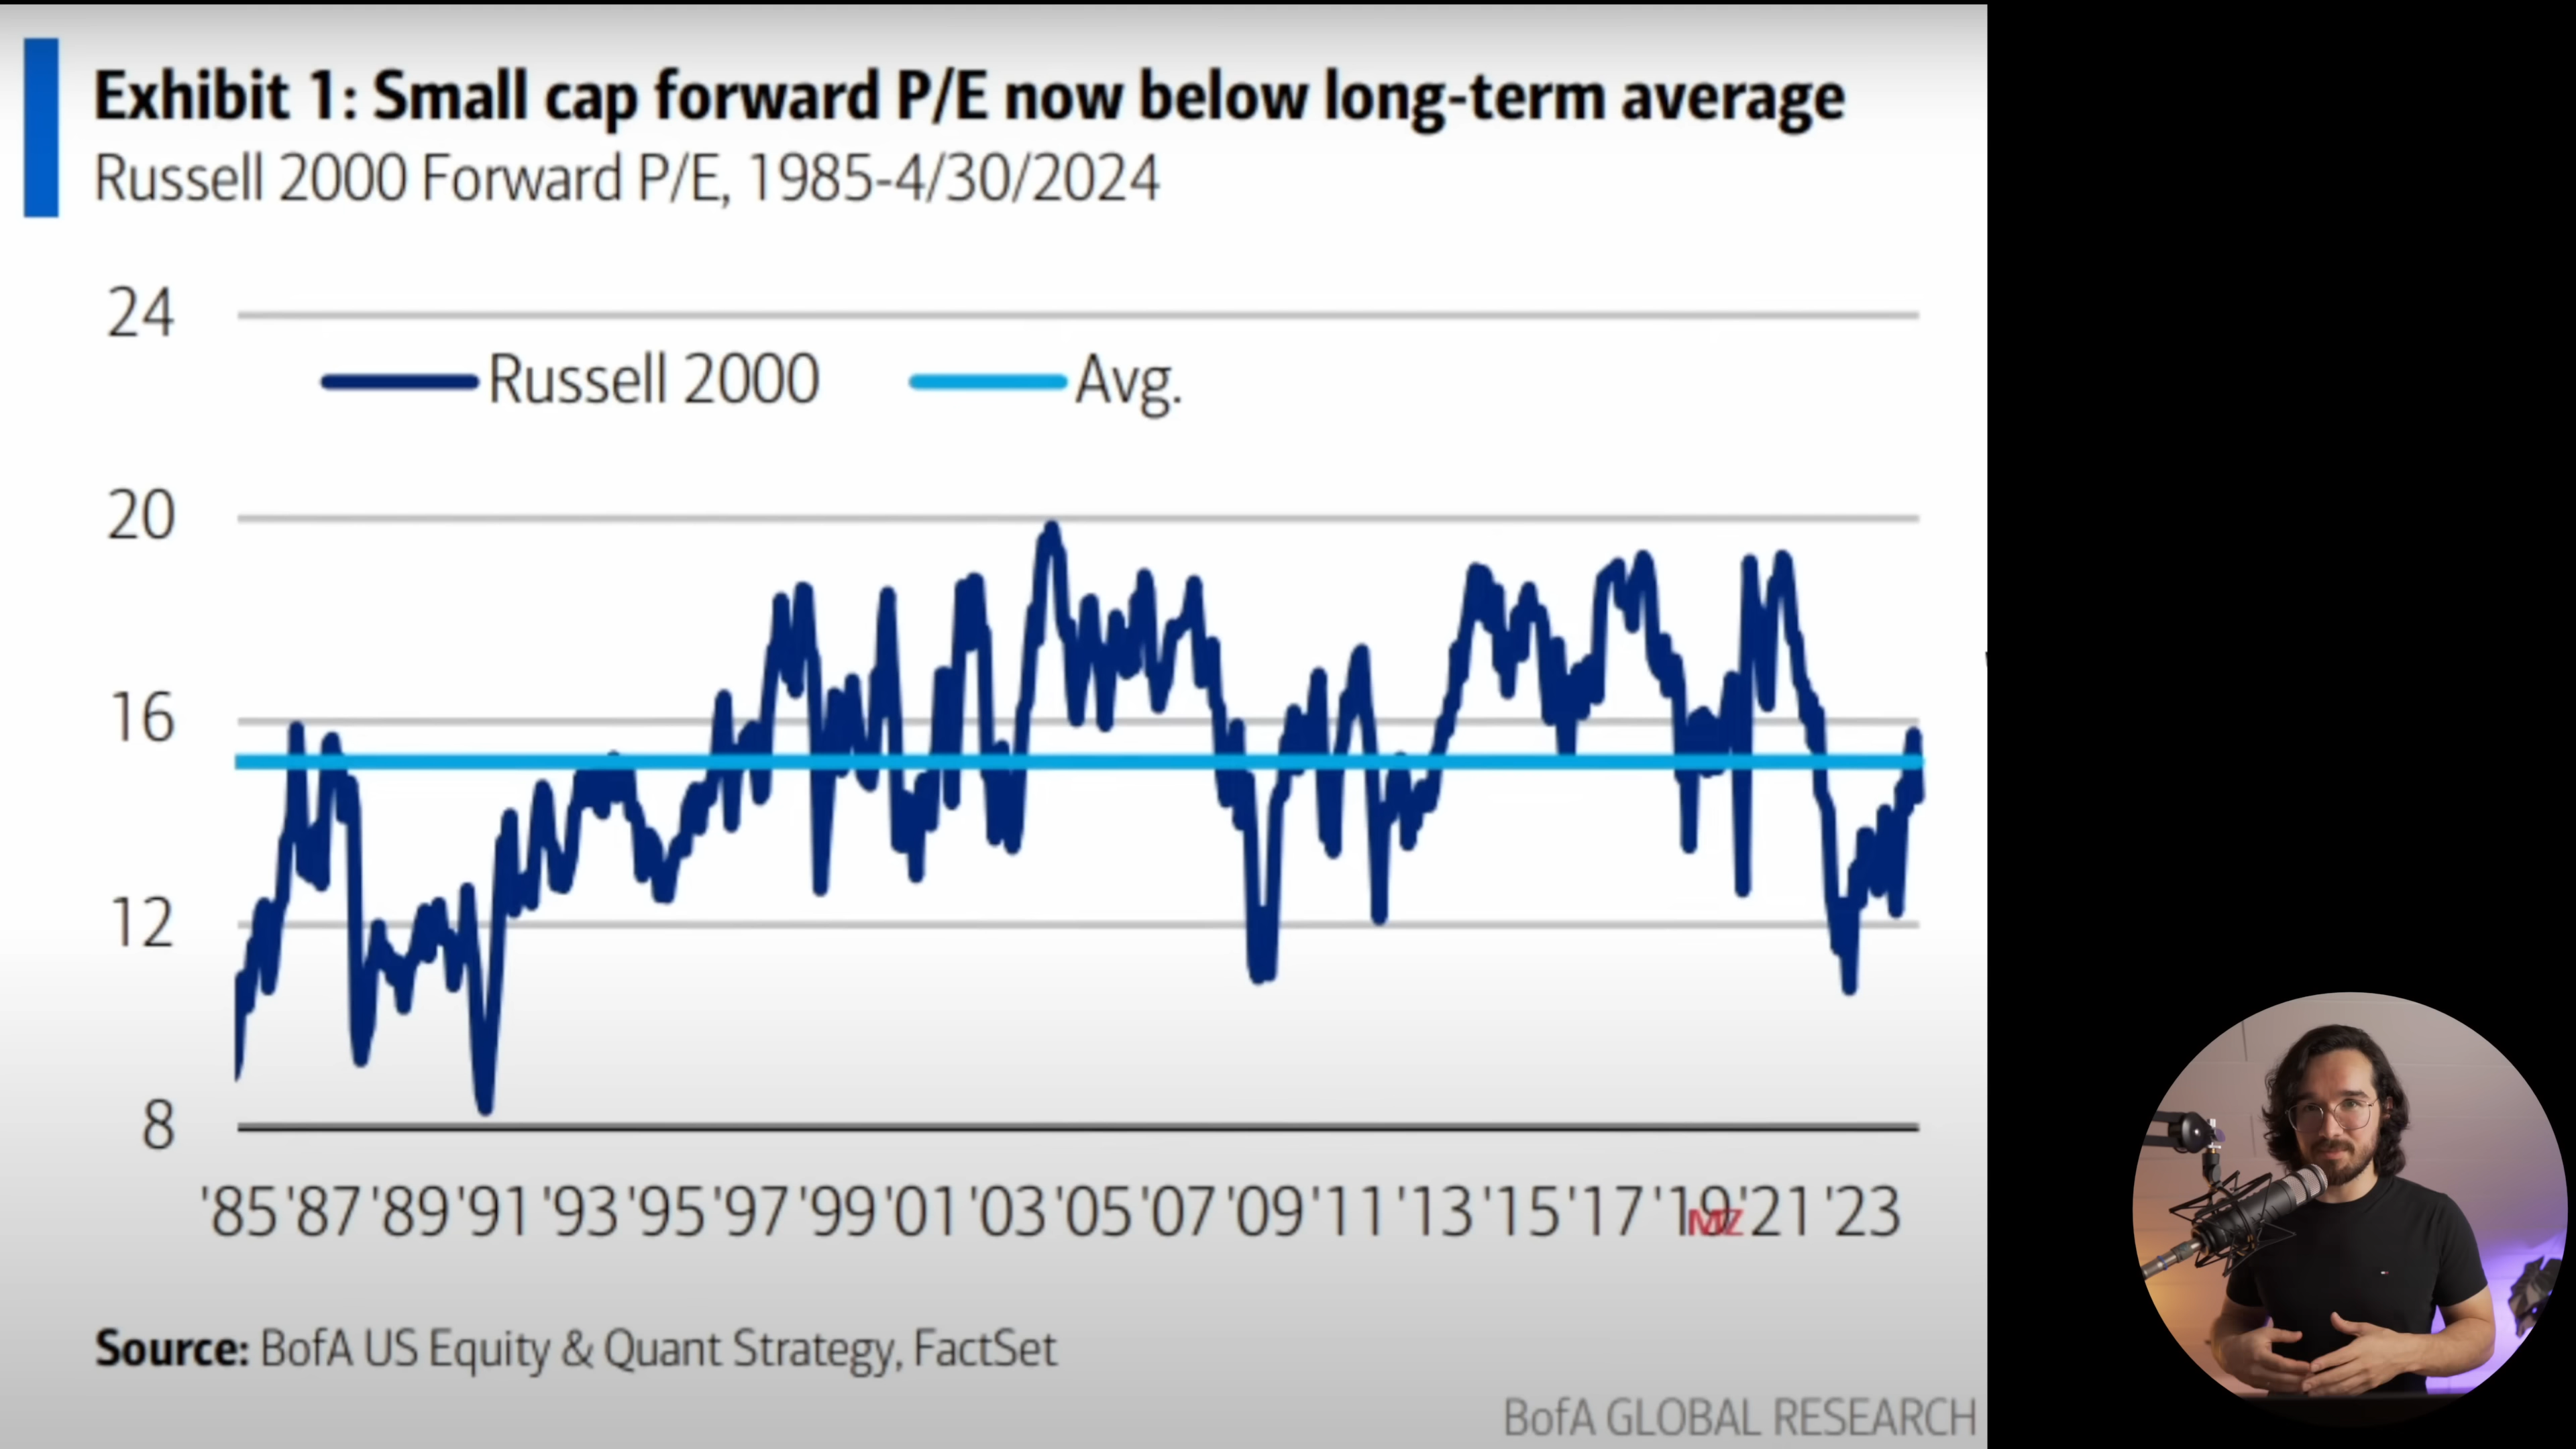 Exhibit 1: Small cap forward P/E now below long-term average
Russell 2000 Forward P/E, 1985-4/30/2024
24
Russell 2000 Avg.
20
16
12
8
'85 '87 '89 '91 '93 '95 '97 '99 '01 '03 '05 '07 '09 '11 '13 '15 '17 '19 '21 '23
MZ
Source: BofA US Equity & Quant Strategy, FactSet
BofA GLOBAL RESEARCH